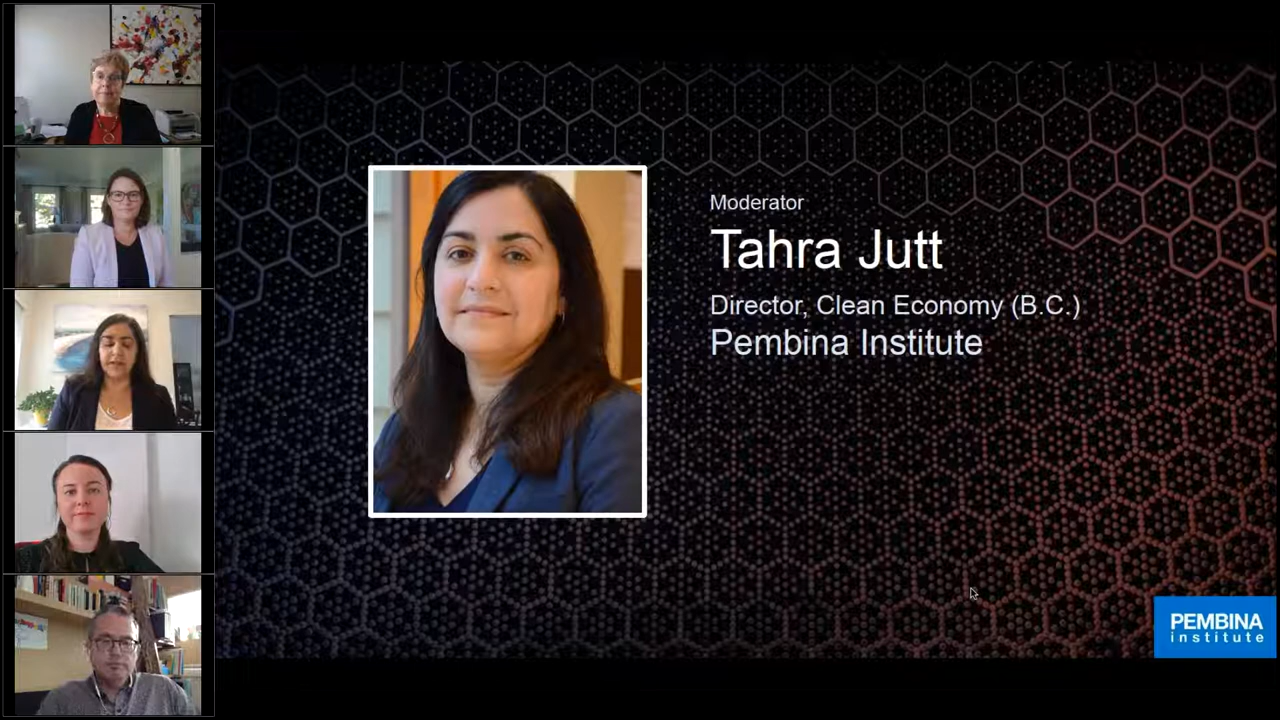 Moderator
Tahra Jutt
Director, Clean Economy (B.C.)
Pembina Institute
PEMBINA
institute